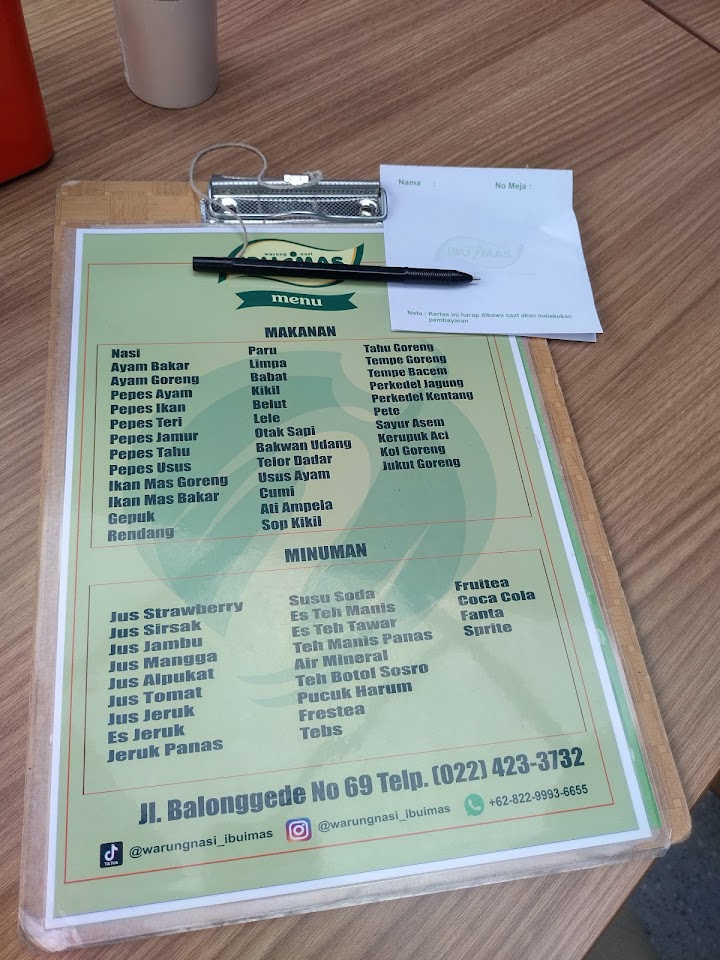 Nama : No Meja :
IBU MAS
Nota : Kertas ini harap dibawa saat akan melakukan
pembayaran
warung nasi
IBU MAS
menu
MAKANAN
Nasi
Ayam Bakar
Ayam Goreng
Pepes Ayam
Pepes Ikan
Pepes Teri
Pepes Jamur
Pepes Tahu
Pepes Usus
Ikan Mas Goreng
Ikan Mas Bakar
Gepuk
Rendang
Paru
Limpa
Babat
Kikil
Belut
Lele
Otak Sapi
Bakwan Udang
Telor Dadar
Usus Ayam
Cumi
Ati Ampela
Sop Kikil
Tahu Goreng
Tempe Goreng
Tempe Bacem
Perkedel Jagung
Perkedel Kentang
Pete
Sayur Asem
Kerupuk Aci
Kol Goreng
Jukut Goreng
MINUMAN
Jus Strawberry
Jus Sirsak
Jus Jambu
Jus Mangga
Jus Alpukat
Jus Tomat
Jus Jeruk
Es Jeruk
Jeruk Panas
Susu Soda
Es Teh Manis
Es Teh Tawar
Teh Manis Panas
Air Mineral
Teh Botol Sosro
Pucuk Harum
Frestea
Tebs
Fruitea
Coca Cola
Fanta
Sprite
Jl. Balonggede No 69 Telp. (022) 423-3732
TikTok @warungnasi_ibuimas @warungnasi_ibuimas +62-822-9993-6655